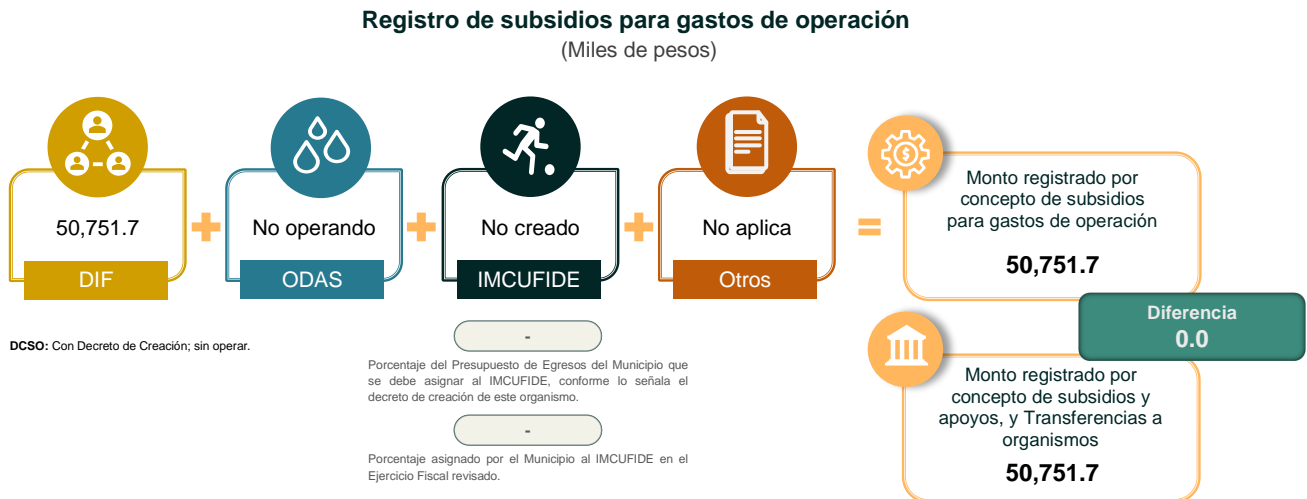 Registro de subsidios para gastos de operación
(Miles de pesos)
50,751.7
DIF
No operando
ODAS
No creado
IMCUFIDE
No aplica
Otros
Monto registrado por
concepto de subsidios
para gastos de operación
50,751.7
Diferencia
0.0
Monto registrado por
concepto de subsidios y
apoyos, y Transferencias a
organismos
50,751.7
DCSO: Con Decreto de Creación; sin operar.
-
Porcentaje del Presupuesto de Egresos del Municipio que
se debe asignar al IMCUFIDE, conforme lo señala el
decreto de creación de este organismo.
-
Porcentaje asignado por el Municipio al IMCUFIDE en el
Ejercicio Fiscal revisado.